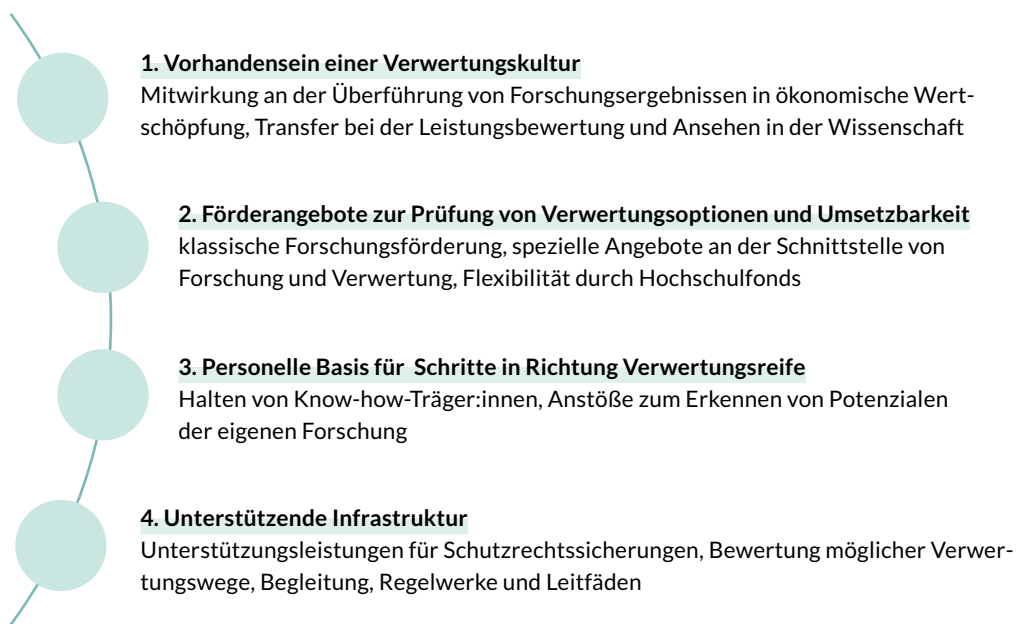 1. Vorhandensein einer Verwertungskultur
Mitwirkung an der Überführung von Forschungsergebnissen in ökonomische Wert-
schöpfung, Transfer bei der Leistungsbewertung und Ansehen in der Wissenschaft
2. Förderangebote zur Prüfung von Verwertungsoptionen und Umsetzbarkeit
klassische Forschungsförderung, spezielle Angebote an der Schnittstelle von
Forschung und Verwertung, Flexibilität durch Hochschulfonds
3. Personelle Basis für  Schritte in Richtung Verwertungsreife
Halten von Know-how-Träger:innen, Anstöße zum Erkennen von Potenzialen
der eigenen Forschung
4. Unterstützende Infrastruktur
Unterstützungsleistungen für Schutzrechtssicherungen, Bewertung möglicher Verwer-
tungswege, Begleitung, Regelwerke und Leitfäden